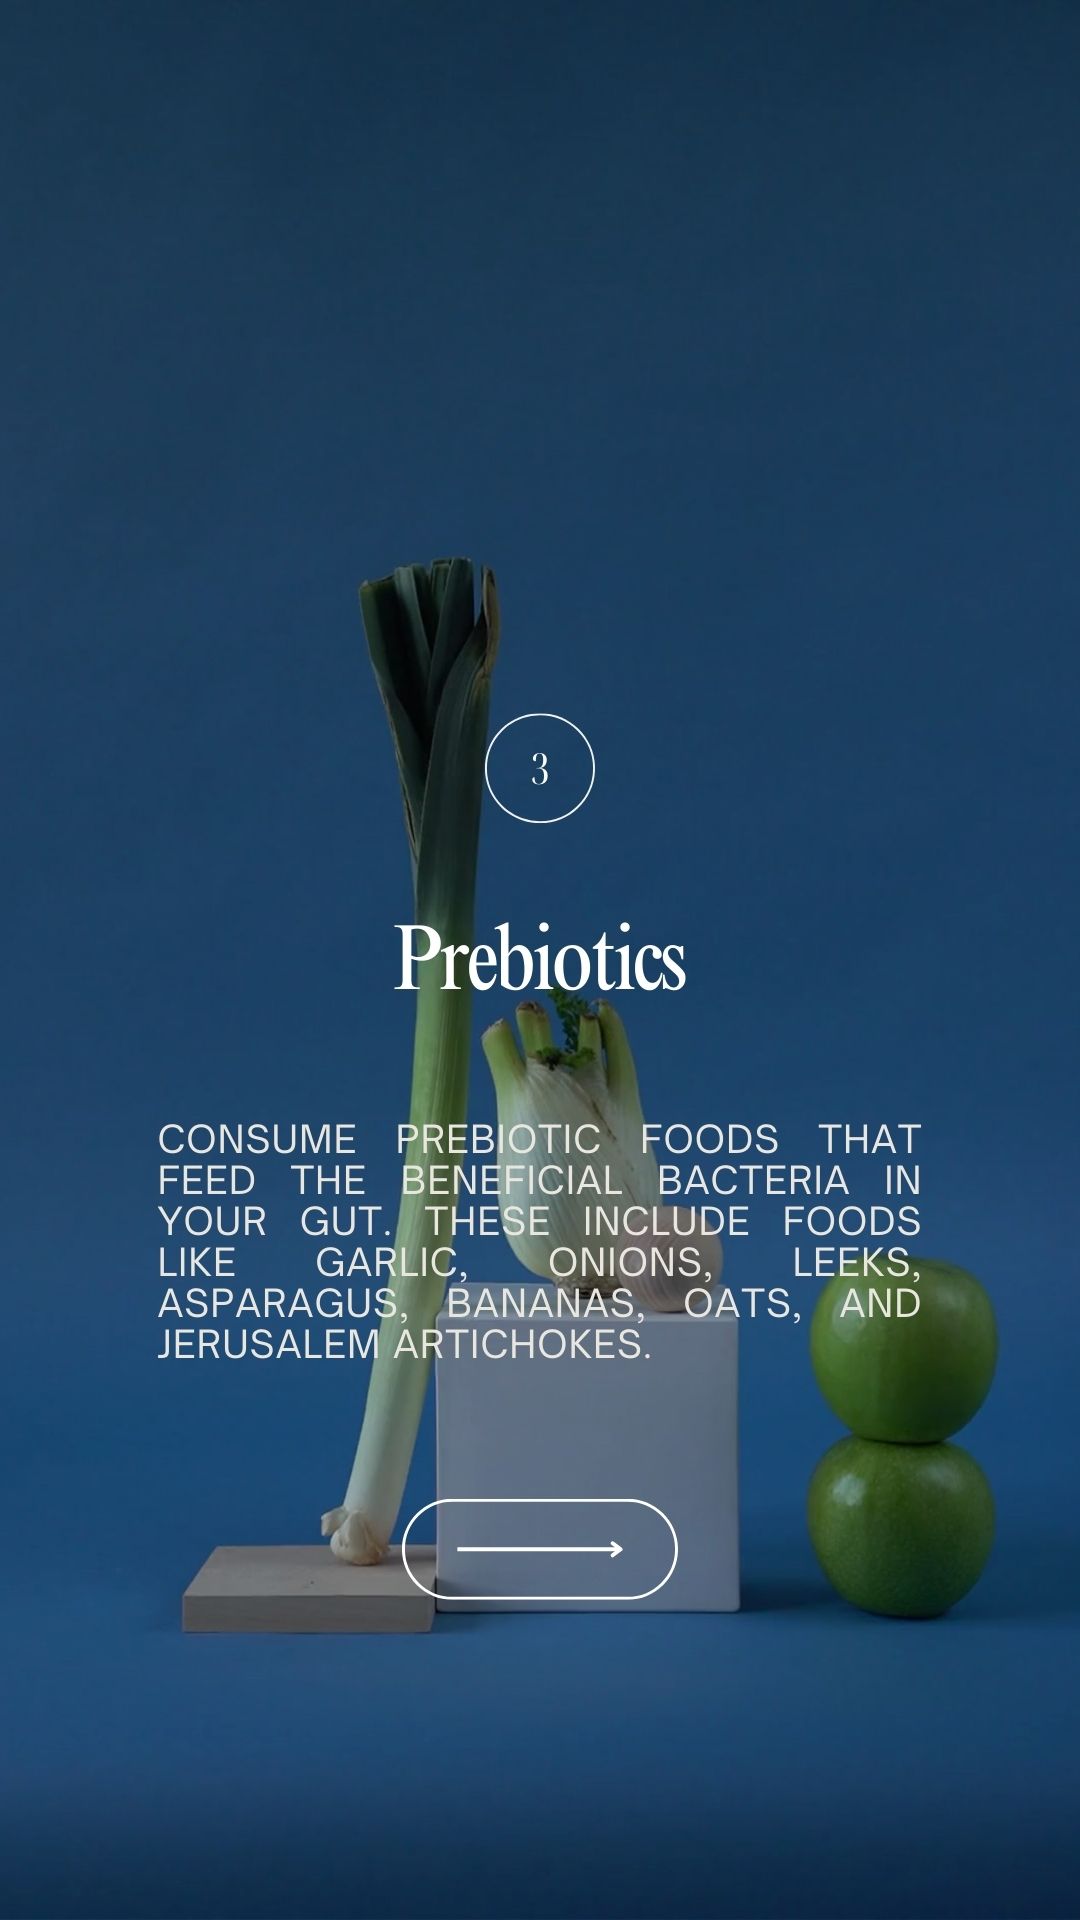 3
Prebiotics
CONSUME PREBIOTIC FOODS THAT
FEED THE BENEFICIAL BACTERIA IN
YOUR GUT. THESE INCLUDE FOODS
LIKE GARLIC, ONIONS, LEEKS,
ASPARAGUS, BANANAS, OATS, AND
JERUSALEM ARTICHOKES.